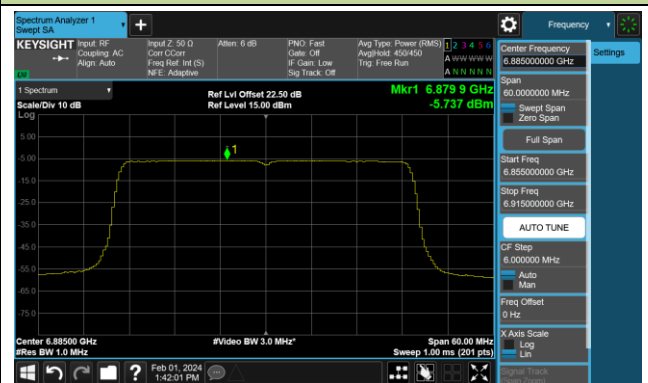 Spectrum Analyzer 1
Swept SA
+
Frequency
KEYSIGHT
Input: RF
Coupling: AC
Align: Auto
Input Z: 50 Ω
Corr CCorr
Freq Ref: Int (S)
NFE: Adaptive
Atten: 6 dB
PNO: Fast
Gate: Off
IF Gain: Low
Sig Track: Off
Avg Type: Power (RMS)
Avg|Hold: 450/450
Trig: Free Run
1 2 3 4 5 6
A W W W W W
A N N N N N
LXI
1 Spectrum
Scale/Div 10 dB
Ref Lvl Offset 22.50 dB
Ref Level 15.00 dBm
Mkr1 6.879 9 GHz
-5.737 dBm
Log
5.00
-5.00
-15.0
-25.0
-35.0
-45.0
-55.0
-65.0
-75.0
1
Center 6.88500 GHz
#Res BW 1.0 MHz
#Video BW 3.0 MHz*
Span 60.00 MHz
Sweep 1.00 ms (201 pts)
Feb 01, 2024
1:42:01 PM
Center Frequency
6.885000000 GHz
Settings
Span
60.0000000 MHz
Swept Span
Zero Span
Full Span
Start Freq
6.855000000 GHz
Stop Freq
6.915000000 GHz
AUTO TUNE
CF Step
6.000000 MHz
Auto
Man
Freq Offset
0 Hz
X Axis Scale
Log
Lin
Signal Track